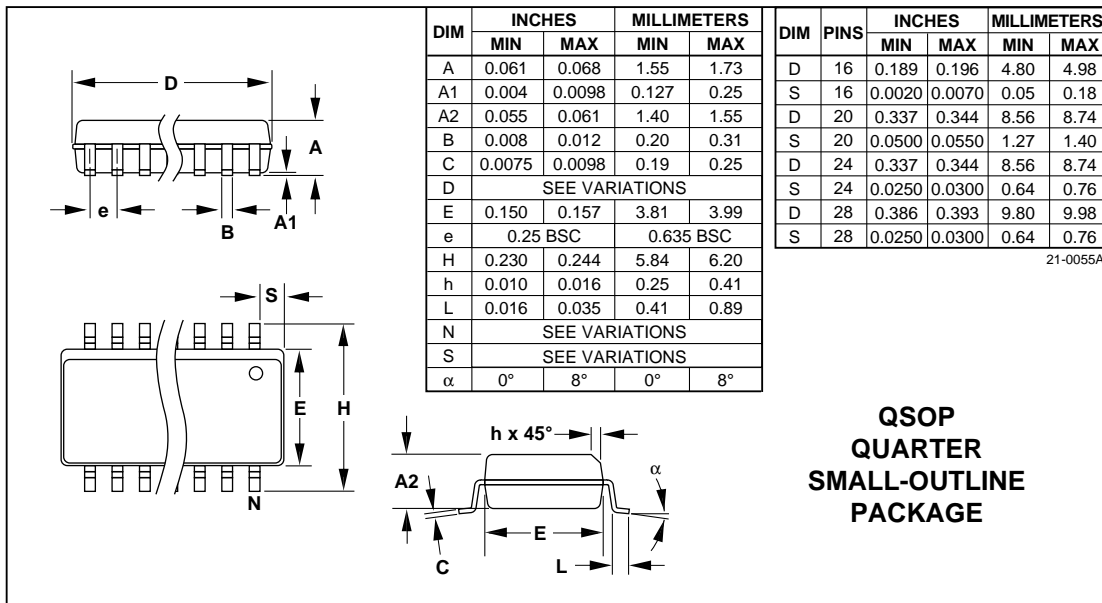 D
A
e
B
A1
S
E
H
N
DIM INCHES MILLIMETERS
MIN MAX MIN MAX
A 0.061 0.068 1.55 1.73
A1 0.004 0.0098 0.127 0.25
A2 0.055 0.061 1.40 1.55
B 0.008 0.012 0.20 0.31
C 0.0075 0.0098 0.19 0.25
D SEE VARIATIONS
E 0.150 0.157 3.81 3.99
e 0.25 BSC 0.635 BSC
H 0.230 0.244 5.84 6.20
h 0.010 0.016 0.25 0.41
L 0.016 0.035 0.41 0.89
N SEE VARIATIONS
S SEE VARIATIONS
α 0° 8° 0° 8°
DIM PINS INCHES MILLIMETERS
MIN MAX MIN MAX
D 16 0.189 0.196 4.80 4.98
S 16 0.0020 0.0070 0.05 0.18
D 20 0.337 0.344 8.56 8.74
S 20 0.0500 0.0550 1.27 1.40
D 24 0.337 0.344 8.56 8.74
S 24 0.0250 0.0300 0.64 0.76
D 28 0.386 0.393 9.80 9.98
S 28 0.0250 0.0300 0.64 0.76
21-0055A
h x 45°
A2
α
E
C
L
QSOP
QUARTER
SMALL-OUTLINE
PACKAGE